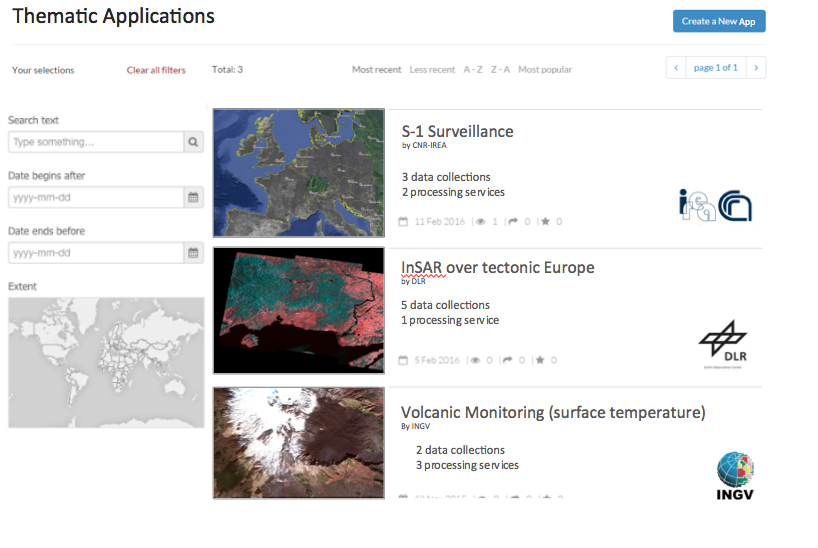 Thematic Applications
Create a New App
Your selections
Clear all filters
Total: 3
Most recent Less recent A - Z Z - A Most popular
< page 1 of 1 >
Search text
Type something...
Date begins after
yyyy-mm-dd
Date ends before
yyyy-mm-dd
Extent
S-1 Surveillance
by CNR-IREA
3 data collections
2 processing services
11 Feb 2016 | 1 | 0 | 0
InSAR over tectonic Europe
by DLR
5 data collections
1 processing service
5 Feb 2016 | 0 | 0 | 0
DLR
Volcanic Monitoring (surface temperature)
By INGV
2 data collections
3 processing services
INGV